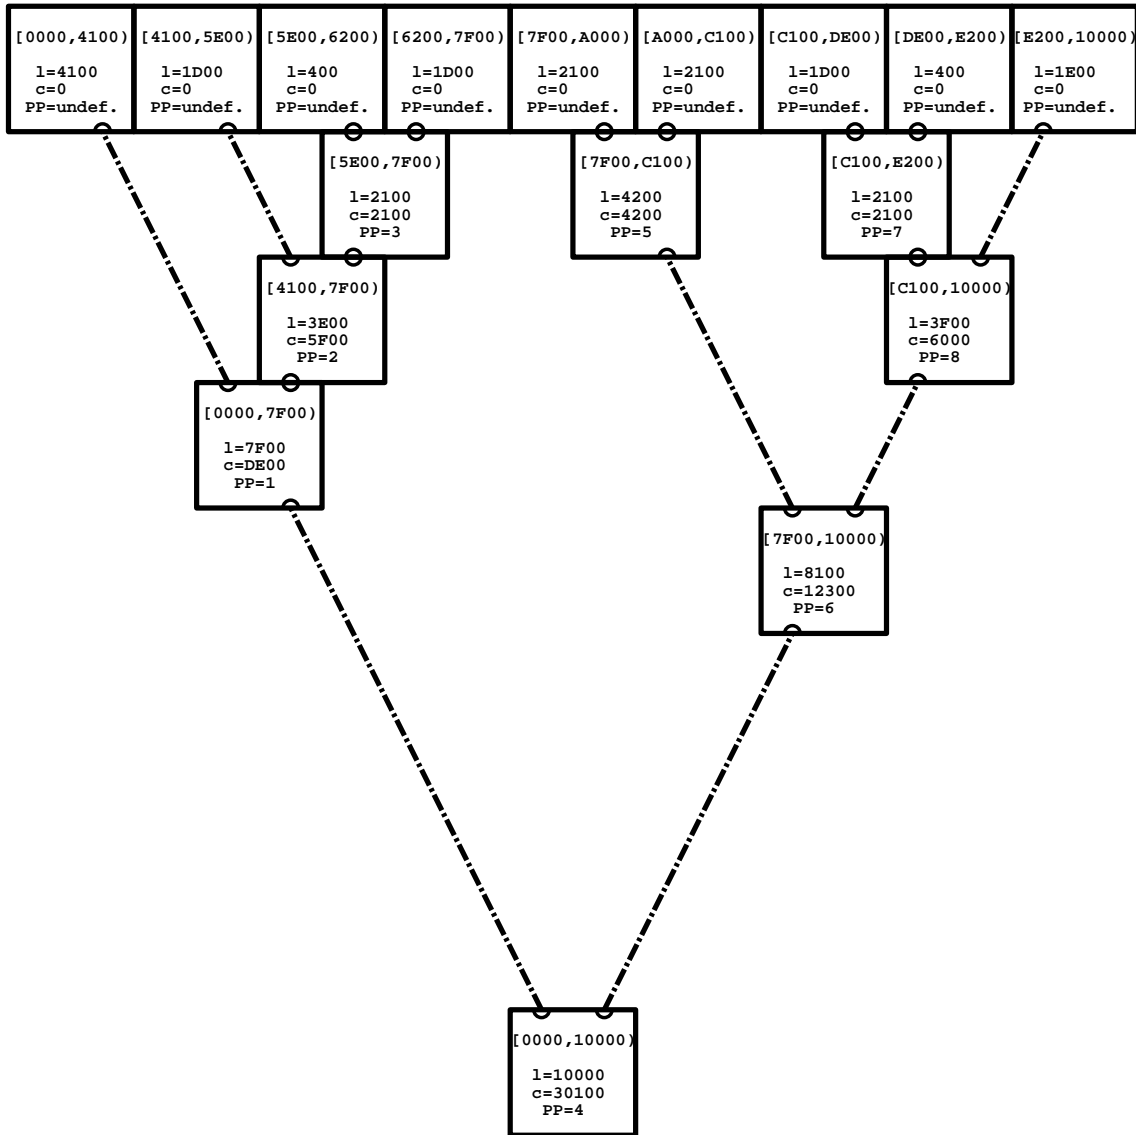 [0000,4100) [4100,5E00) [5E00,6200) [6200,7F00) [7F00,A000) [A000,C100) [C100,DE00) [DE00,E200) [E200,10000)
l=4100 l=1D00 l=400 l=1D00 l=2100 l=2100 l=1D00 l=400 l=1E00
c=0 c=0 c=0 c=0 c=0 c=0 c=0 c=0 c=0
PP=undef. PP=undef. PP=undef. PP=undef. PP=undef. PP=undef. PP=undef. PP=undef. PP=undef.
[5E00,7F00) [7F00,C100) [C100,E200)
l=2100 l=4200 l=2100
c=2100 c=4200 c=2100
PP=3 PP=5 PP=7
[4100,7F00) [C100,10000)
l=3E00 l=3F00
c=5F00 c=6000
PP=2 PP=8
[0000,7F00)
l=7F00
c=DE00
PP=1
[7F00,10000)
l=8100
c=12300
PP=6
[0000,10000)
l=10000
c=30100
PP=4